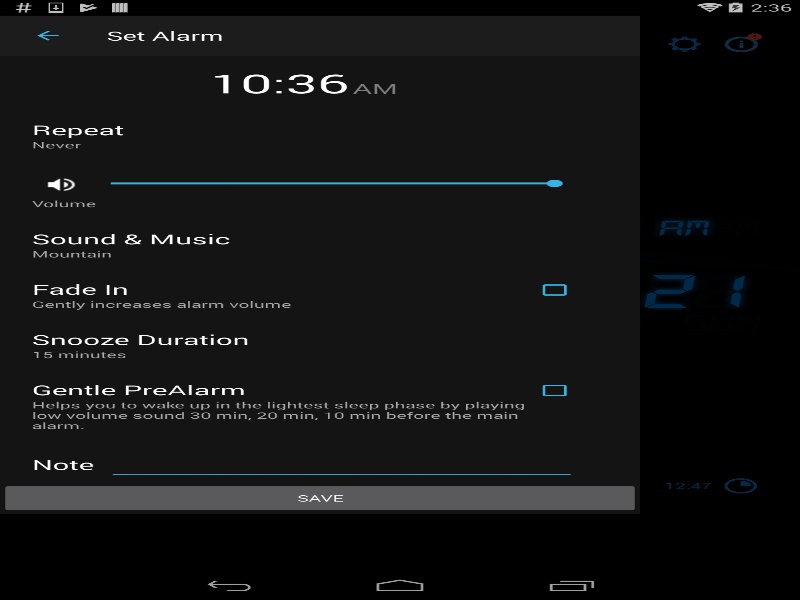 # 2:36
Set Alarm
10:36 AM
Repeat
Never
Volume
Sound & Music
Mountain
AM
Fade In
Gently increases alarm volume
21
Snooze Duration
15 minutes
SUN
Gentle PreAlarm
Helps you to wake up in the lightest sleep phase by playing
low volume sound 30 min, 20 min, 10 min before the main
alarm.
Note
12:47
SAVE